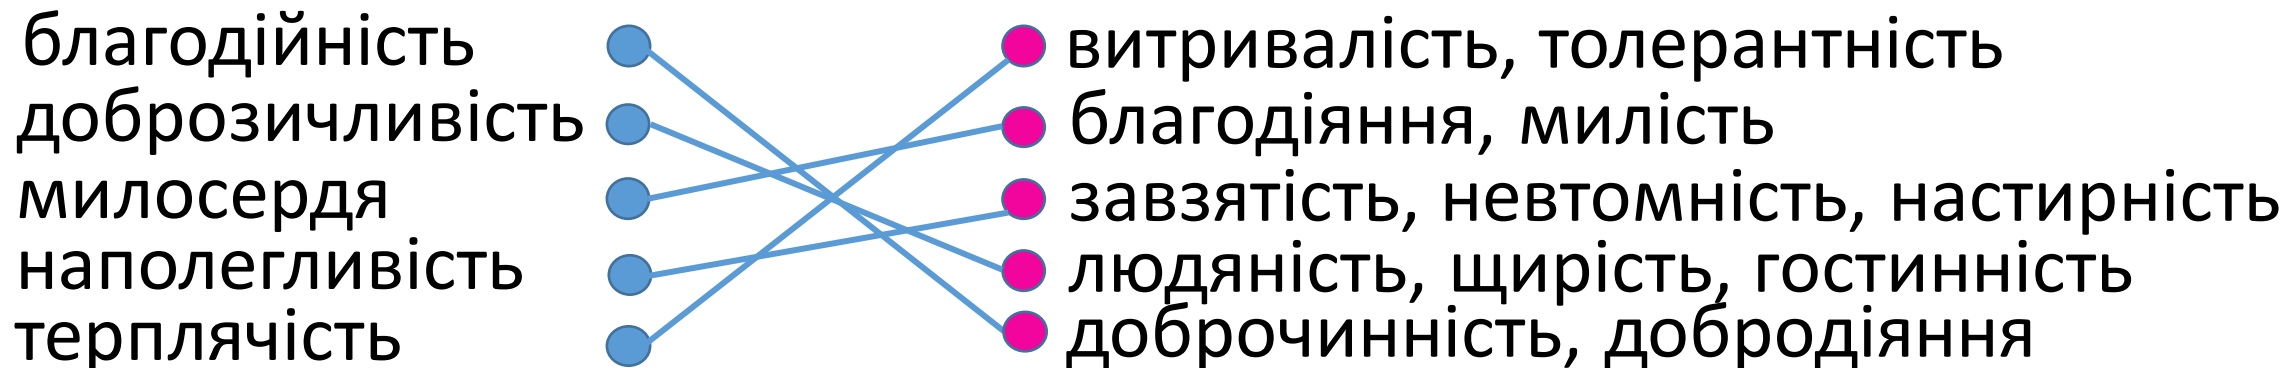 благодійність
доброзичливість
милосердя
наполегливість
терплячість
витривалість, толерантність
благодіяння, милість
завзятість, невтомність, настирність
людяність, щирість, гостинність
доброчинність, добродіяння